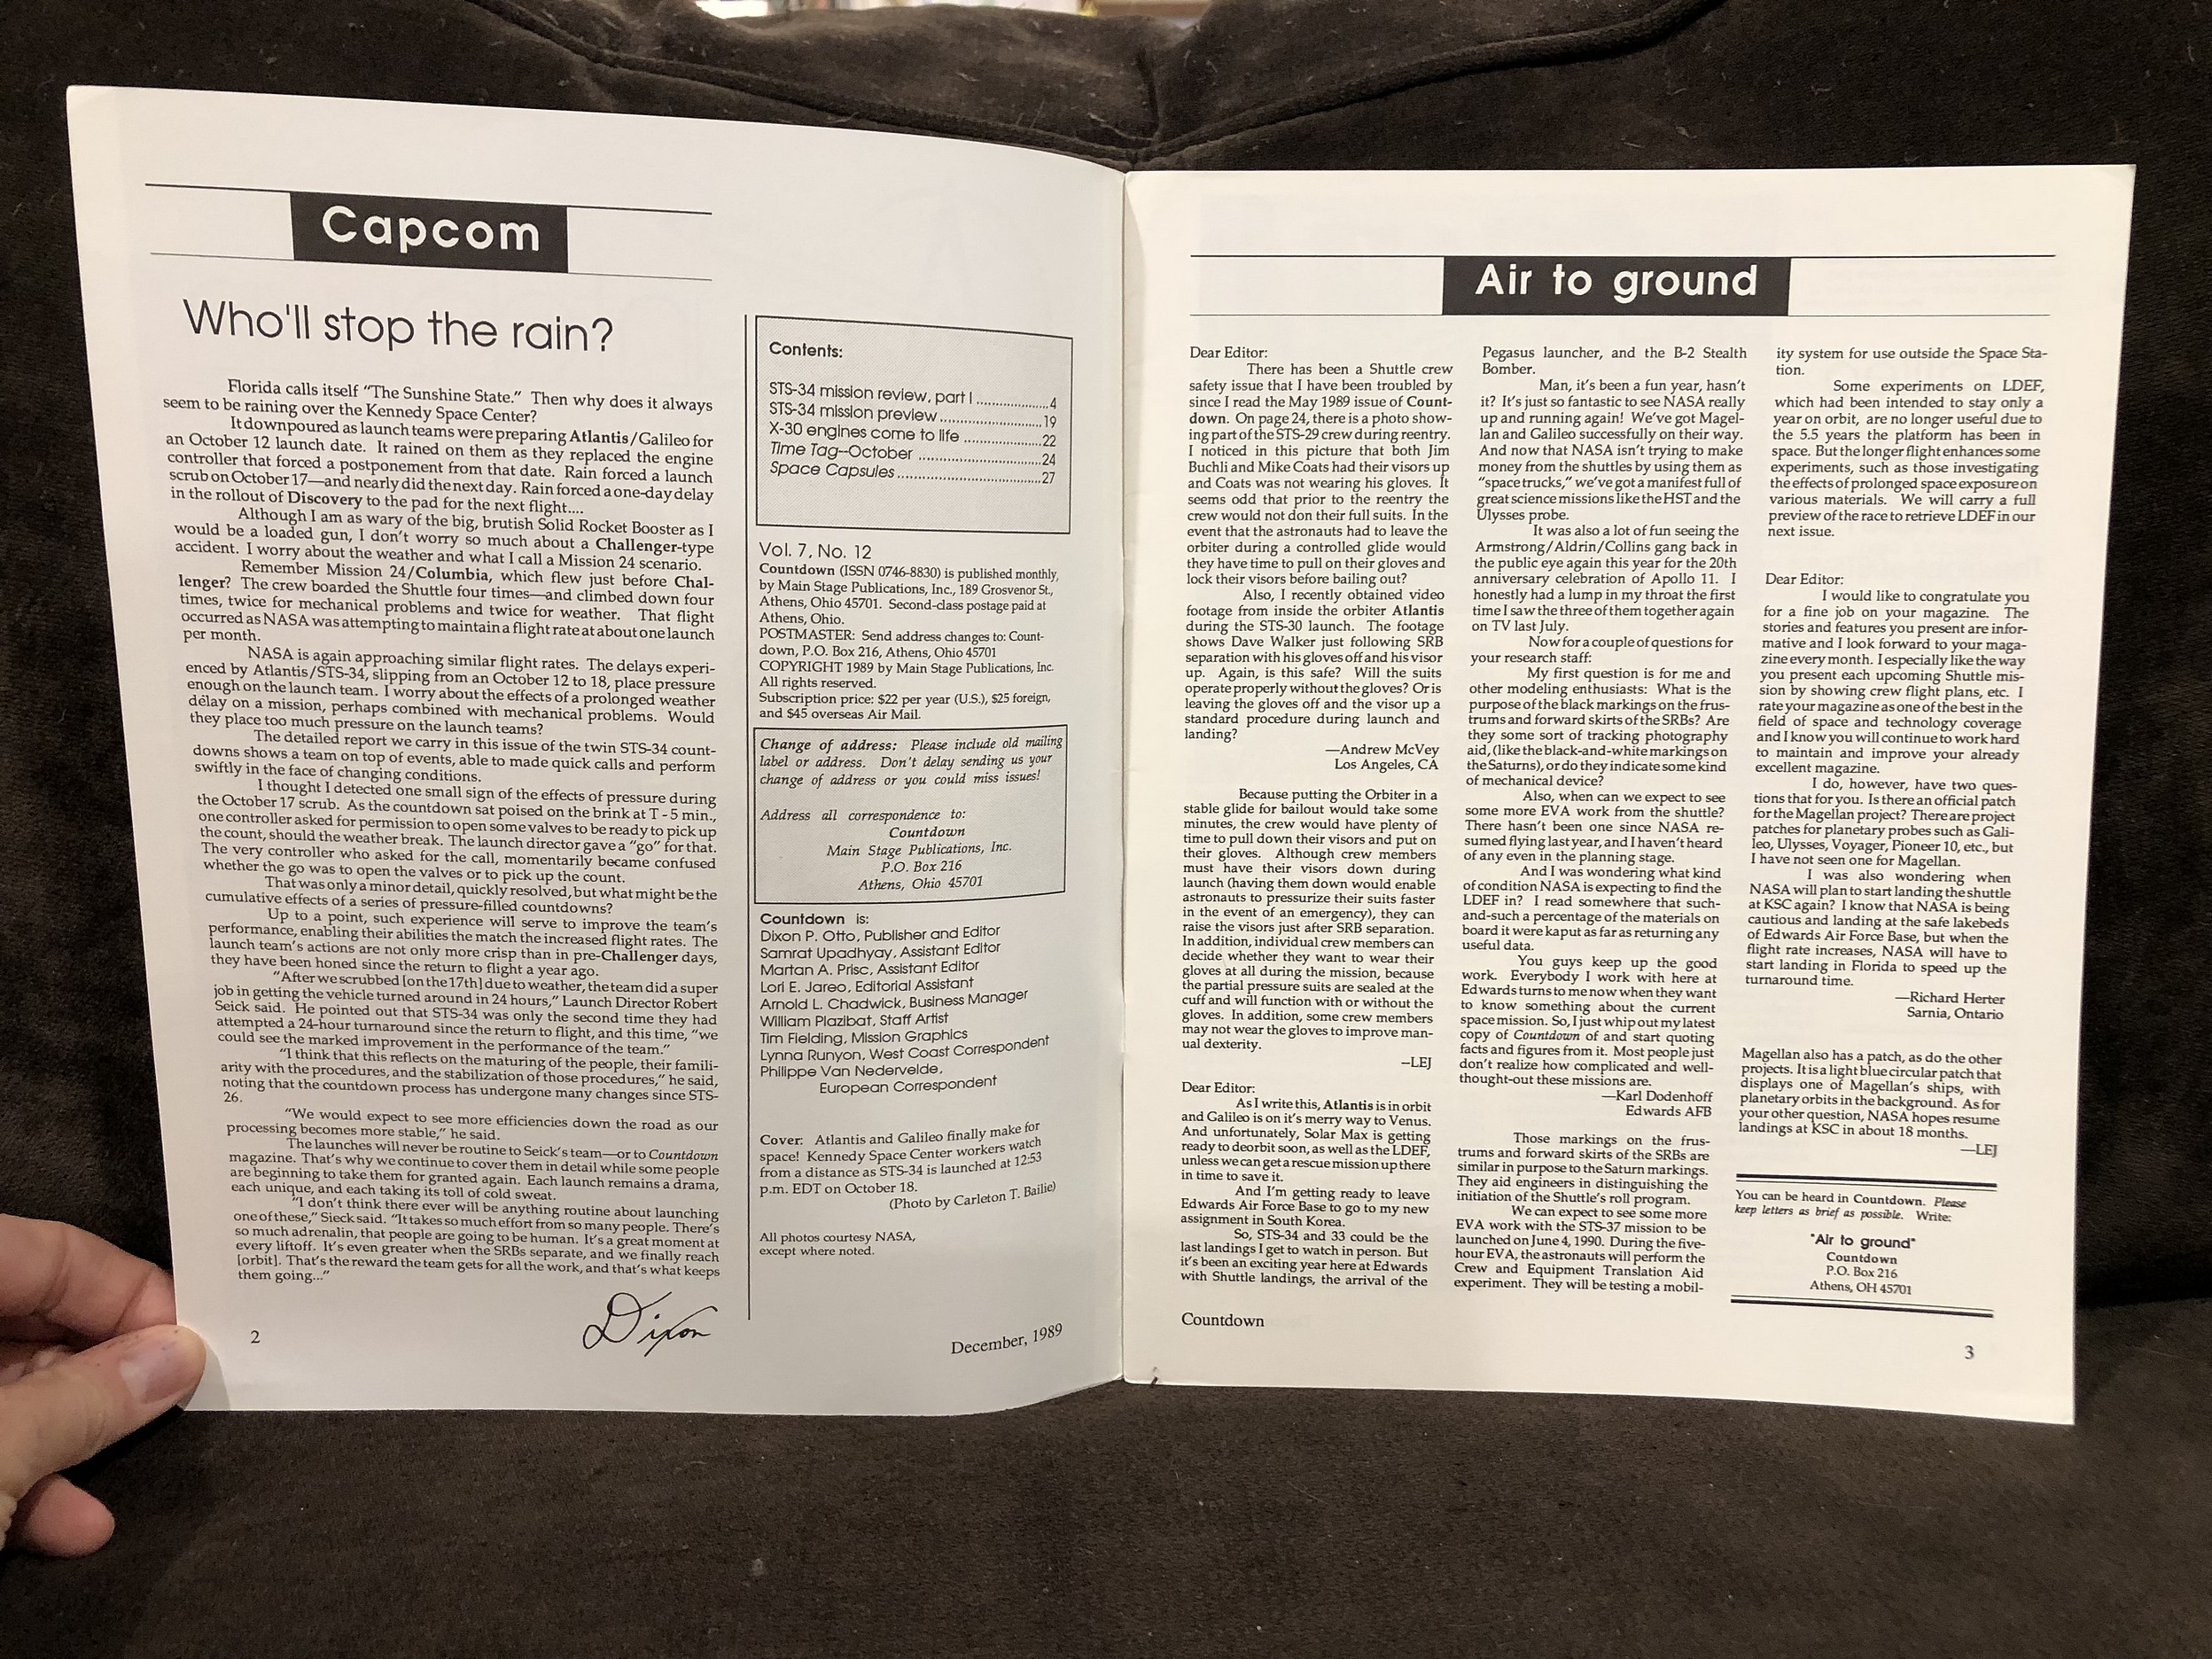 Capcom
Who'll stop the rain?
Florida calls itself "The Sunshine State." Then why does it always
seem to be raining over the Kennedy Space Center?
It downpoured as launch teams were preparing Atlantis/Galileo for
an October 12 launch date. It rained on them as they replaced the engine
controller that forced a postponement from that date. Rain forced a launch
scrub on October 17—and nearly did the next day. Rain forced a one-day delay
in the rollout of Discovery to the pad for the next flight....
Although I am as wary of the big, brutish Solid Rocket Booster as I
would be a loaded gun, I don't worry so much about a Challenger-type
accident. I worry about the weather and what I call a Mission 24 scenario.
Remember Mission 24/Columbia, which flew just before Chal-
lenger? The crew boarded the Shuttle four times—and climbed down four
times, twice for mechanical problems and twice for weather. That flight
occurred as NASA was attempting to maintain a flight rate at about one launch
per month.
NASA is again approaching similar flight rates. The delays experi-
enced by Atlantis/STS-34, slipping from an October 12 to 18, place pressure
enough on the launch team. I worry about the effects of a prolonged weather
delay on a mission, perhaps combined with mechanical problems. Would
they place too much pressure on the launch teams?
The detailed report we carry in this issue of the twin STS-34 count-
downs shows a team on top of events, able to made quick calls and perform
swiftly in the face of changing conditions.
I thought I detected one small sign of the effects of pressure during
the October 17 scrub. As the countdown sat poised on the brink at T - 5 min.,
one controller asked for permission to open some valves to be ready to pick up
the count, should the weather break. The launch director gave a "go" for that.
The very controller who asked for the call, momentarily became confused
whether the go was to open the valves or to pick up the count.
That was only a minor detail, quickly resolved, but what might be the
cumulative effects of a series of pressure-filled countdowns?
Up to a point, such experience will serve to improve the team's
performance, enabling their abilities the match the increased flight rates. The
launch team's actions are not only more crisp than in pre-Challenger days,
they have been honed since the return to flight a year ago.
"After we scrubbed [on the 17th] due to weather, the team did a super
job in getting the vehicle turned around in 24 hours," Launch Director Robert
Seick said. He pointed out that STS-34 was only the second time they had
attempted a 24-hour turnaround since the return to flight, and this time, "we
could see the marked improvement in the performance of the team."
"I think that this reflects on the maturing of the people, their famili-
arity with the procedures, and the stabilization of those procedures," he said,
noting that the countdown process has undergone many changes since STS-
26.
"We would expect to see more efficiencies down the road as our
processing becomes more stable," he said.
The launches will never be routine to Seick's team—or to Countdown
magazine. That's why we continue to cover them in detail while some people
are beginning to take them for granted again. Each launch remains a drama,
each unique, and each taking its toll of cold sweat.
"I don't think there ever will be anything routine about launching
one of these," Sieck said. "It takes so much effort from so many people. There's
so much adrenalin, that people are going to be human. It's a great moment at
every liftoff. It's even greater when the SRBs separate, and we finally reach
[orbit]. That's the reward the team gets for all the work, and that's what keeps
them going..."
Dixon
2
Contents:
STS-34 mission review, part I ....................4
STS-34 mission preview..........................19
X-30 engines come to life .......................22
Time Tag--October ..............................24
Space Capsules...................................27
Vol. 7, No. 12
Countdown (ISSN 0746-8830) is published monthly,
by Main Stage Publications, Inc., 189 Grosvenor St.,
Athens, Ohio 45701. Second-class postage paid at
Athens, Ohio.
POSTMASTER: Send address changes to: Count-
down, P.O. Box 216, Athens, Ohio 45701
COPYRIGHT 1989 by Main Stage Publications, Inc.
All rights reserved.
Subscription price: $22 per year (U.S.), $25 foreign,
and $45 overseas Air Mail.
Change of address: Please include old mailing
label or address. Don't delay sending us your
change of address or you could miss issues!
Address all correspondence to:
Countdown
Main Stage Publications, Inc.
P.O. Box 216
Athens, Ohio 45701
Countdown is:
Dixon P. Otto, Publisher and Editor
Samrat Upadhyay, Assistant Editor
Martan A. Prisc, Assistant Editor
Lori E. Jareo, Editorial Assistant
Arnold L. Chadwick, Business Manager
William Plazibat, Staff Artist
Tim Fielding, Mission Graphics
Lynna Runyon, West Coast Correspondent
Philippe Van Nedervelde,
European Correspondent
Cover: Atlantis and Galileo finally make for
space! Kennedy Space Center workers watch
from a distance as STS-34 is launched at 12:53
p.m. EDT on October 18.
(Photo by Carleton T. Bailie)
All photos courtesy NASA,
except where noted.
December, 1989
Air to ground
Dear Editor:
There has been a Shuttle crew
safety issue that I have been troubled by
since I read the May 1989 issue of Count-
down. On page 24, there is a photo show-
ing part of the STS-29 crew during reentry.
I noticed in this picture that both Jim
Buchli and Mike Coats had their visors up
and Coats was not wearing his gloves. It
seems odd that prior to the reentry the
crew would not don their full suits. In the
event that the astronauts had to leave the
orbiter during a controlled glide would
they have time to pull on their gloves and
lock their visors before bailing out?
Also, I recently obtained video
footage from inside the orbiter Atlantis
during the STS-30 launch. The footage
shows Dave Walker just following SRB
separation with his gloves off and his visor
up. Again, is this safe? Will the suits
operate properly without the gloves? Or is
leaving the gloves off and the visor up a
standard procedure during launch and
landing?
—Andrew McVey
Los Angeles, CA
Because putting the Orbiter in a
stable glide for bailout would take some
minutes, the crew would have plenty of
time to pull down their visors and put on
their gloves. Although crew members
must have their visors down during
launch (having them down would enable
astronauts to pressurize their suits faster
in the event of an emergency), they can
raise the visors just after SRB separation.
In addition, individual crew members can
decide whether they want to wear their
gloves at all during the mission, because
the partial pressure suits are sealed at the
cuff and will function with or without the
gloves. In addition, some crew members
may not wear the gloves to improve man-
ual dexterity.
--LEJ
Dear Editor:
As I write this, Atlantis is in orbit
and Galileo is on it's merry way to Venus.
And unfortunately, Solar Max is getting
ready to deorbit soon, as well as the LDEF,
unless we can get a rescue mission up there
in time to save it.
And I'm getting ready to leave
Edwards Air Force Base to go to my new
assignment in South Korea.
So, STS-34 and 33 could be the
last landings I get to watch in person. But
it's been an exciting year here at Edwards
with Shuttle landings, the arrival of the
Pegasus launcher, and the B-2 Stealth
Bomber.
Man, it's been a fun year, hasn't
it? It's just so fantastic to see NASA really
up and running again! We've got Magel-
lan and Galileo successfully on their way.
And now that NASA isn't trying to make
money from the shuttles by using them as
"space trucks," we've got a manifest full of
great science missions like the HST and the
Ulysses probe.
It was also a lot of fun seeing the
Armstrong/Aldrin/Collins gang back in
the public eye again this year for the 20th
anniversary celebration of Apollo 11. I
honestly had a lump in my throat the first
time I saw the three of them together again
on TV last July.
Now for a couple of questions for
your research staff:
My first question is for me and
other modeling enthusiasts: What is the
purpose of the black markings on the frus-
trums and forward skirts of the SRBs? Are
they some sort of tracking photography
aid, (like the black-and-white markings on
the Saturns), or do they indicate some kind
of mechanical device?
Also, when can we expect to see
some more EVA work from the shuttle?
There hasn't been one since NASA re-
sumed flying last year, and I haven't heard
of any even in the planning stage.
And I was wondering what kind
of condition NASA is expecting to find the
LDEF in? I read somewhere that such-
and-such a percentage of the materials on
board it were kaput as far as returning any
useful data.
You guys keep up the good
work. Everybody I work with here at
Edwards turns to me now when they want
to know something about the current
space mission. So, I just whip out my latest
copy of Countdown of and start quoting
facts and figures from it. Most people just
don't realize how complicated and well-
thought-out these missions are.
—Karl Dodenhoff
Edwards AFB
Those markings on the frus-
trums and forward skirts of the SRBs are
similar in purpose to the Saturn markings.
They aid engineers in distinguishing the
initiation of the Shuttle's roll program.
We can expect to see some more
EVA work with the STS-37 mission to be
launched on June 4, 1990. During the five-
hour EVA, the astronauts will perform the
Crew and Equipment Translation Aid
experiment. They will be testing a mobil-
ity system for use outside the Space Sta-
tion.
Some experiments on LDEF,
which had been intended to stay only a
year on orbit, are no longer useful due to
the 5.5 years the platform has been in
space. But the longer flight enhances some
experiments, such as those investigating
the effects of prolonged space exposure on
various materials. We will carry a full
preview of the race to retrieve LDEF in our
next issue.
Dear Editor:
I would like to congratulate you
for a fine job on your magazine. The
stories and features you present are infor-
mative and I look forward to your maga-
zine every month. I especially like the way
you present each upcoming Shuttle mis-
sion by showing crew flight plans, etc. I
rate your magazine as one of the best in the
field of space and technology coverage
and I know you will continue to work hard
to maintain and improve your already
excellent magazine.
I do, however, have two ques-
tions that for you. Is there an official patch
for the Magellan project? There are project
patches for planetary probes such as Gali-
leo, Ulysses, Voyager, Pioneer 10, etc., but
I have not seen one for Magellan.
I was also wondering when
NASA will plan to start landing the shuttle
at KSC again? I know that NASA is being
cautious and landing at the safe lakebeds
of Edwards Air Force Base, but when the
flight rate increases, NASA will have to
start landing in Florida to speed up the
turnaround time.
—Richard Herter
Sarnia, Ontario
Magellan also has a patch, as do the other
projects. It is a light blue circular patch that
displays one of Magellan's ships, with
planetary orbits in the background. As for
your other question, NASA hopes resume
landings at KSC in about 18 months.
—LEJ
You can be heard in Countdown. Please
keep letters as brief as possible. Write:
"Air to ground"
Countdown
P.O. Box 216
Athens, OH 45701
Countdown
3